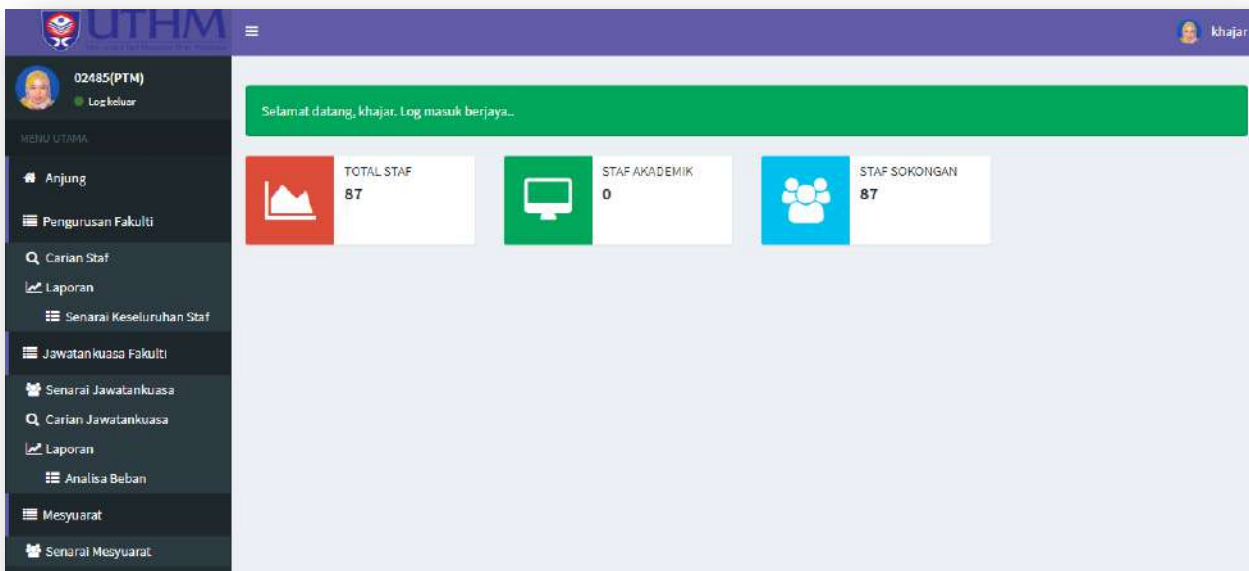 UTHM
khajar
02485(PTM)
Log keluar
MENU UTAMA
Selamat datang, khajar. Log masuk berjaya...
Anjung
TOTAL STAF
87
STAF AKADEMIK
0
STAF SOKONGAN
87
Pengurusan Fakulti
Carian Staf
Laporan
Senarai Keseluruhan Staf
Jawatankuasa Fakulti
Senarai Jawatankuasa
Carian Jawatankuasa
Laporan
Analisa Beban
Mesyuarat
Senarai Mesyuarat